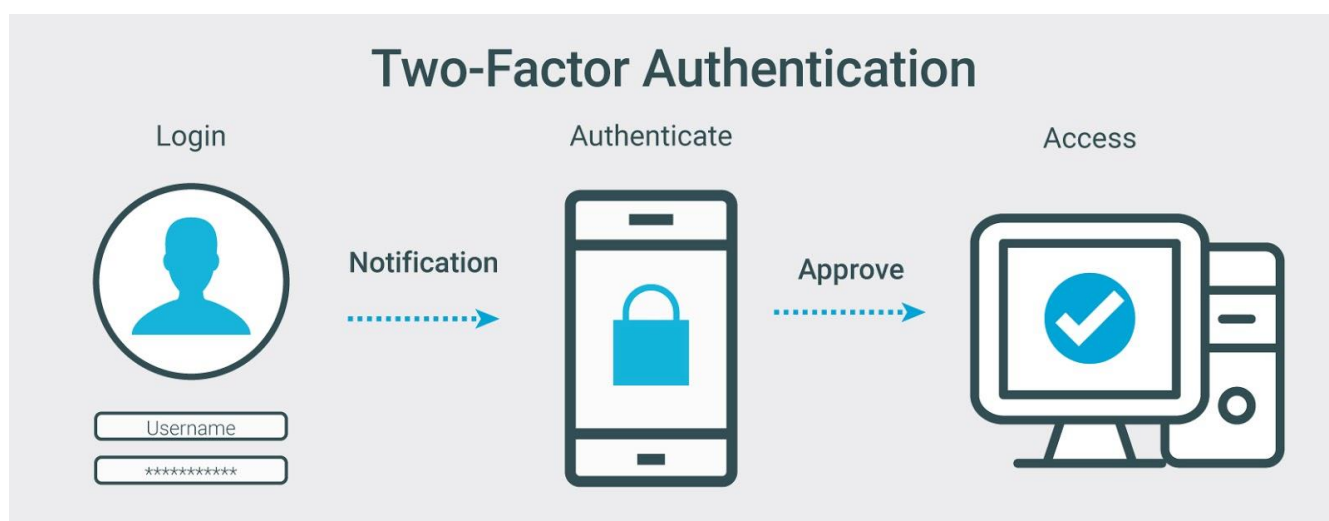 Two-Factor Authentication
Login
Authenticate
Access
Notification
Approve
Username
***********